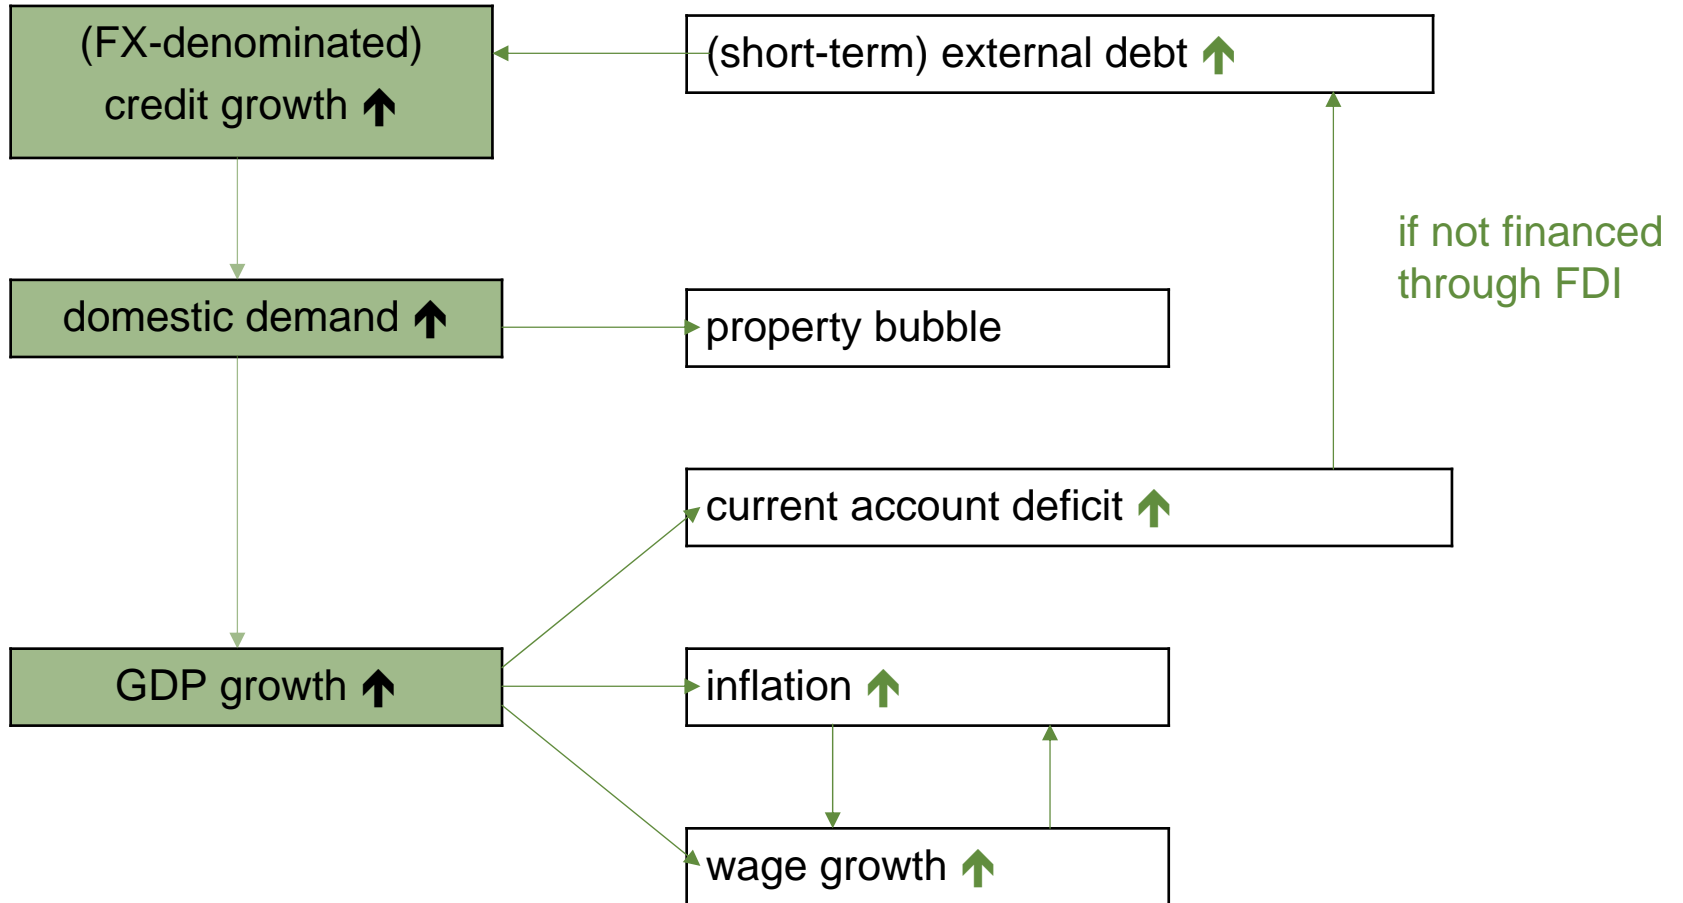 (FX-denominated)
credit growth ↑
(short-term) external debt ↑
if not financed
through FDI
domestic demand ↑
property bubble
current account deficit ↑
GDP growth ↑
inflation ↑
wage growth ↑